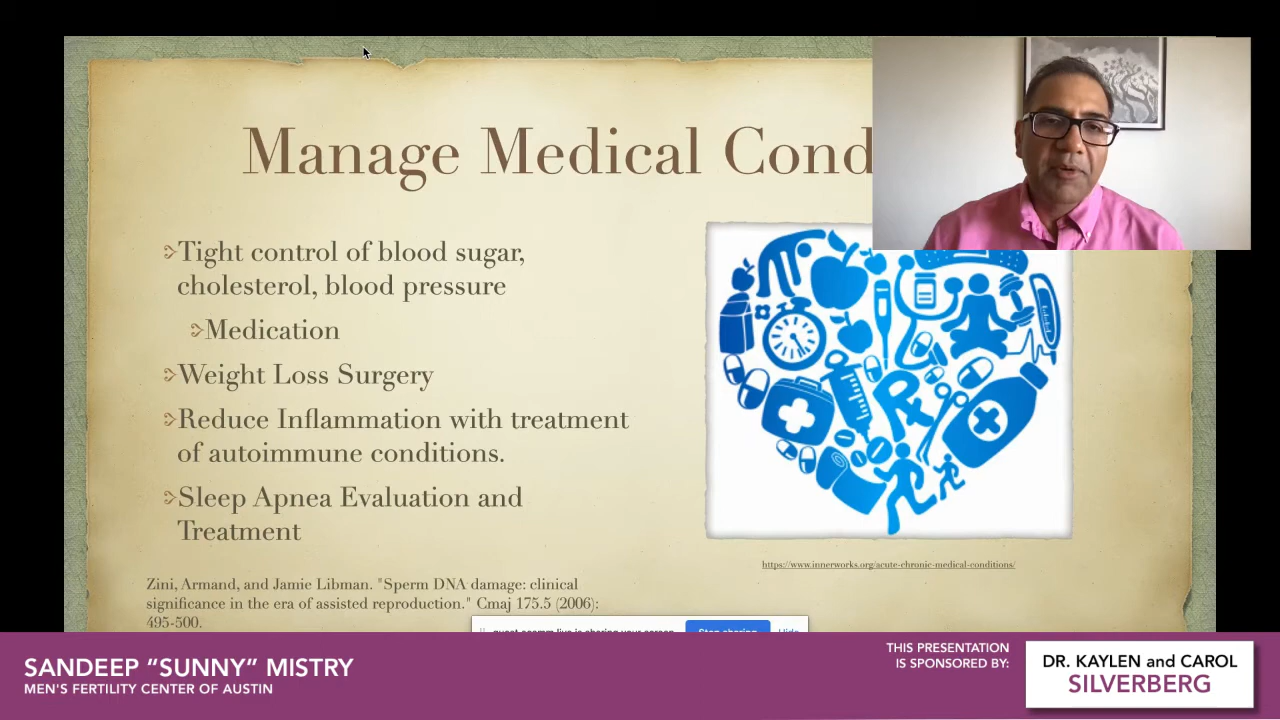 Manage Medical Cond
Tight control of blood sugar,
cholesterol, blood pressure
Medication
Weight Loss Surgery
Reduce Inflammation with treatment
of autoimmune conditions.
Sleep Apnea Evaluation and
Treatment
Zini, Armand, and Jamie Libman. "Sperm DNA damage: clinical
significance in the era of assisted reproduction." Cmaj 175.5 (2006):
495-500.
Rx
https://www.innerworks.org/acute-chronic-medical-conditions/
Stop sharing
Hide
SANDEEP “SUNNY” MISTRY
MEN'S FERTILITY CENTER OF AUSTIN
THIS PRESENTATION
IS SPONSORED BY:
DR. KAYLEN and CAROL
SILVERBERG